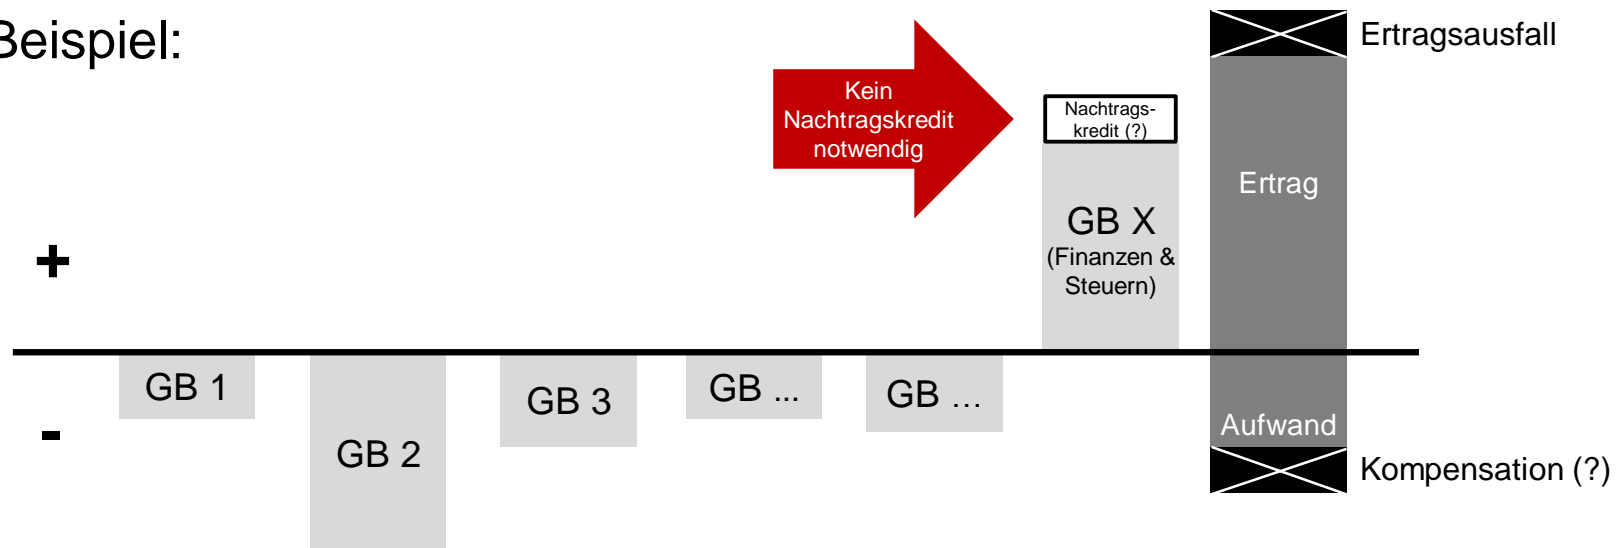 Beispiel:
Ertragsausfall
Kein
Nachtragskredit
notwendig
Nachtrags-
kredit (?)
Ertrag
GB X
(Finanzen &
Steuern)
+
GB 1
GB 2
GB 3
GB ...
GB …
-
Aufwand
Kompensation (?)